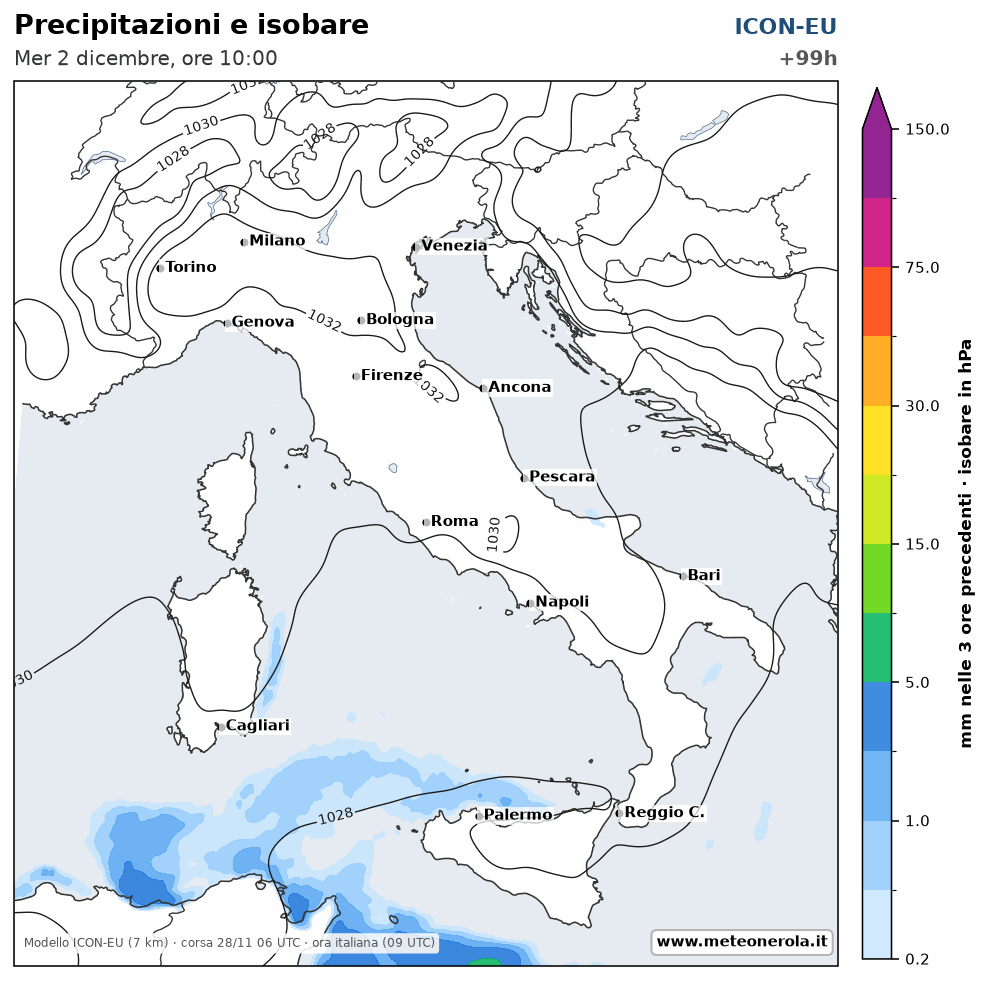 Precipitazioni e isobare
ICON-EU
Mer 2 dicembre, ore 10:00
+99h
1030
1028
1028
1028
Milano
Venezia
Torino
Genova
1032
Bologna
Firenze
1032
Ancona
Pescara
Roma
1030
Bari
Napoli
Cagliari
1028
Palermo
Reggio C.
Modello ICON-EU (7 km) · corsa 28/11 06 UTC · ora italiana (09 UTC)
www.meteonerola.it
150.0
75.0
30.0
15.0
5.0
1.0
0.2
mm nelle 3 ore precedenti · isobare in hPa